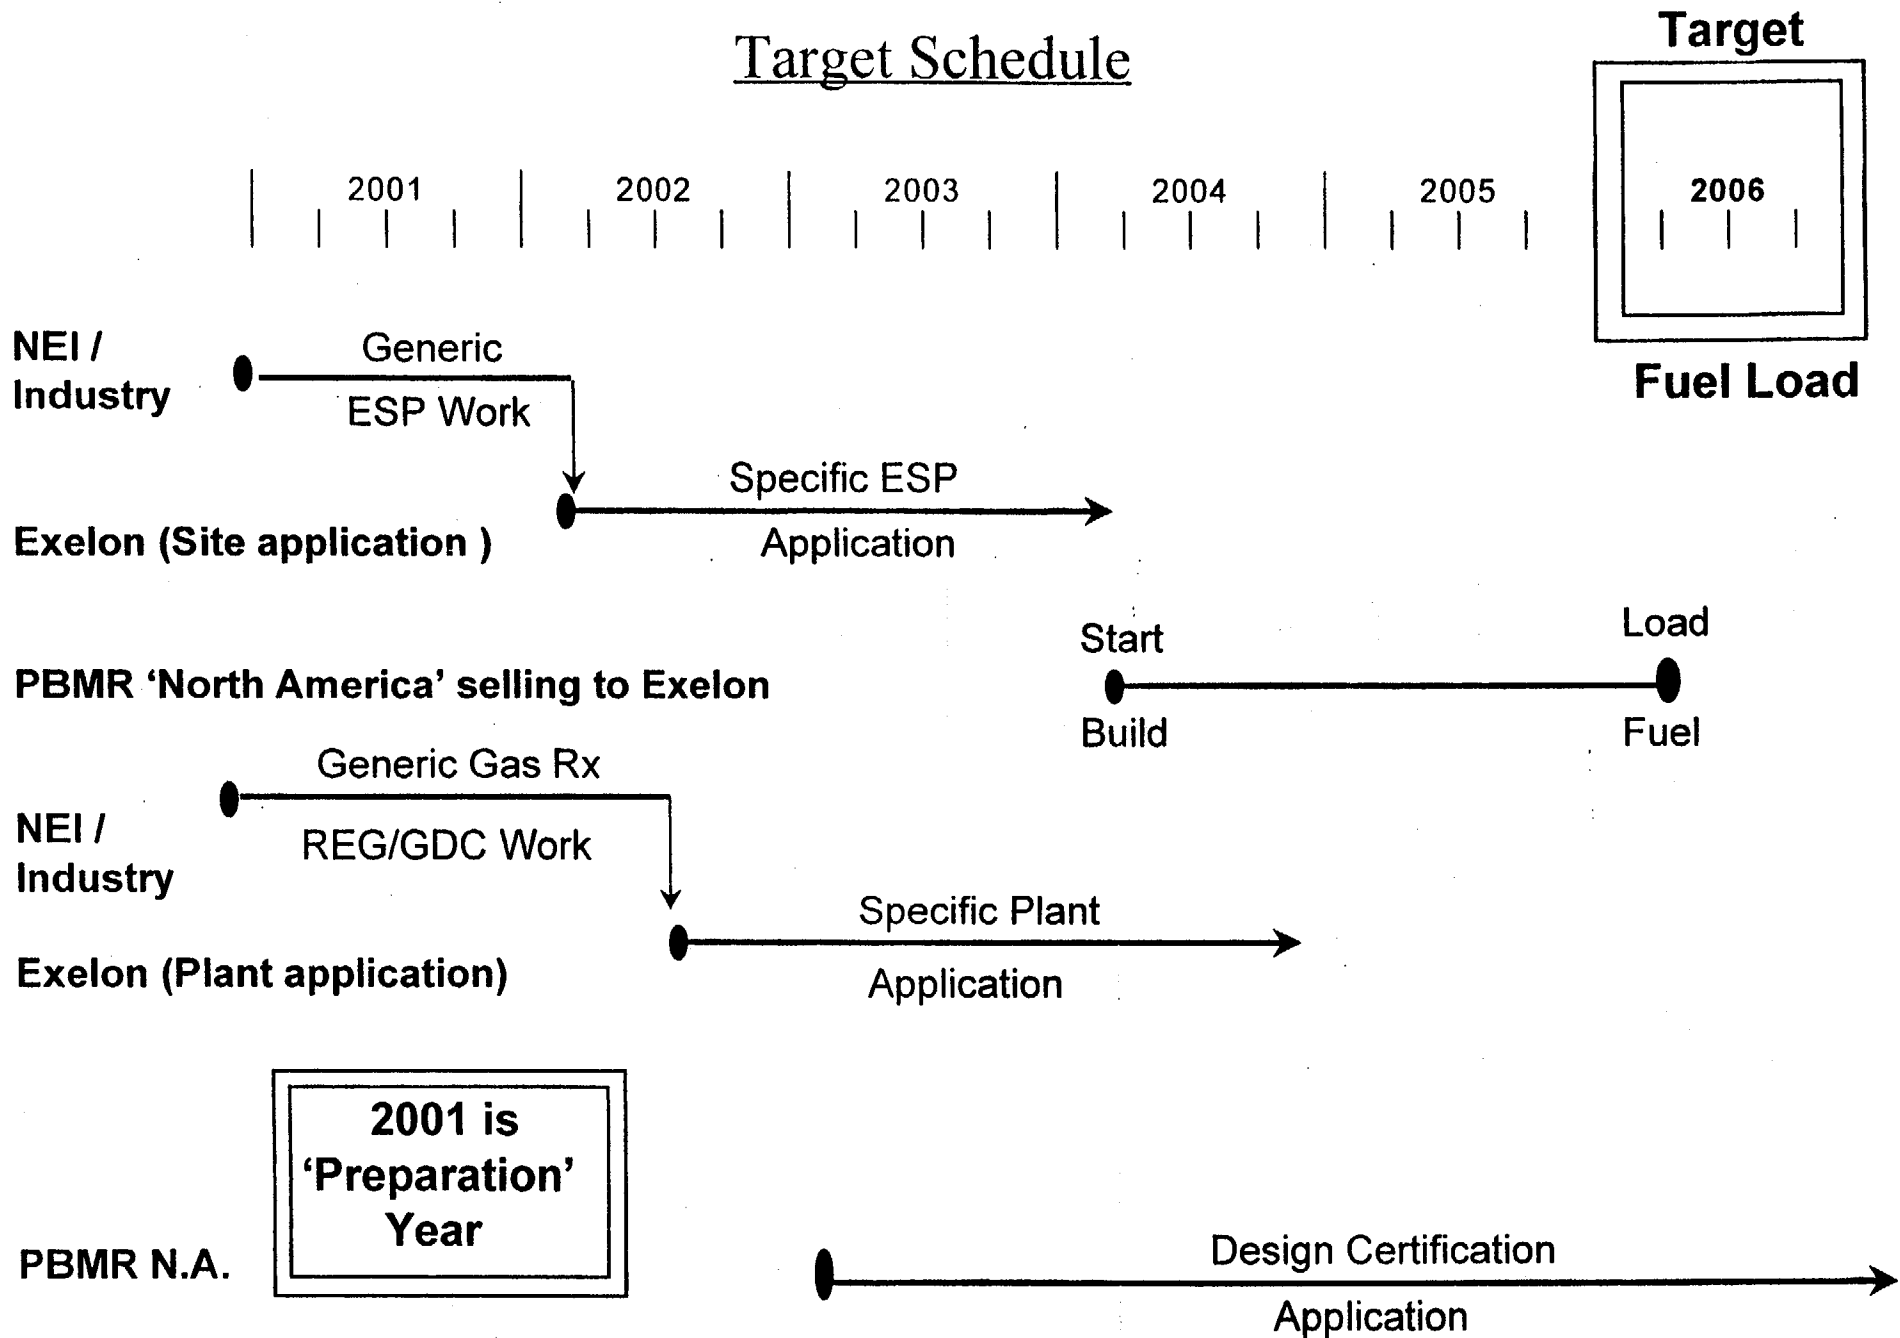 Target Schedule
Target
2001
2002
2003
2004
2005
2006
Fuel Load
NEI /
Industry
Generic
ESP Work
Specific ESP
Application
Exelon (Site application )
Start
Build
Load
Fuel
PBMR ‘North America’ selling to Exelon
Generic Gas Rx
REG/GDC Work
NEI /
Industry
Specific Plant
Application
Exelon (Plant application)
2001 is
‘Preparation’
Year
PBMR N.A.
Design Certification
Application